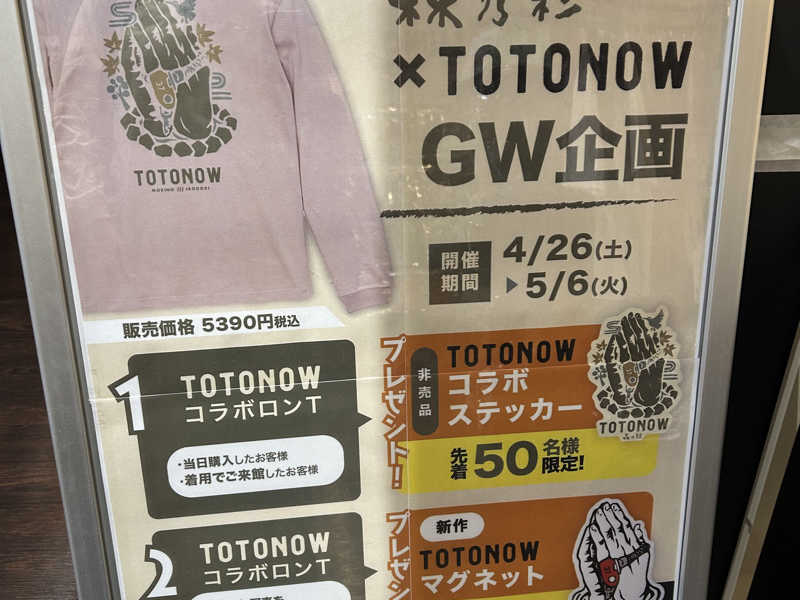 × TOTONOW
GW企画
開催期間
4/26(土)
▶5/6(火)
TOTONOW
販売価格 5390円税込
1
TOTONOW
コラボロンT
・当日購入したお客様
・着用でご来館したお客様
プレゼント!
非売品
TOTONOW
コラボ
ステッカー
TOTONOW
先着50名様限定!
2
TOTONOW
コラボロンT
新作
TOTONOW
マグネット